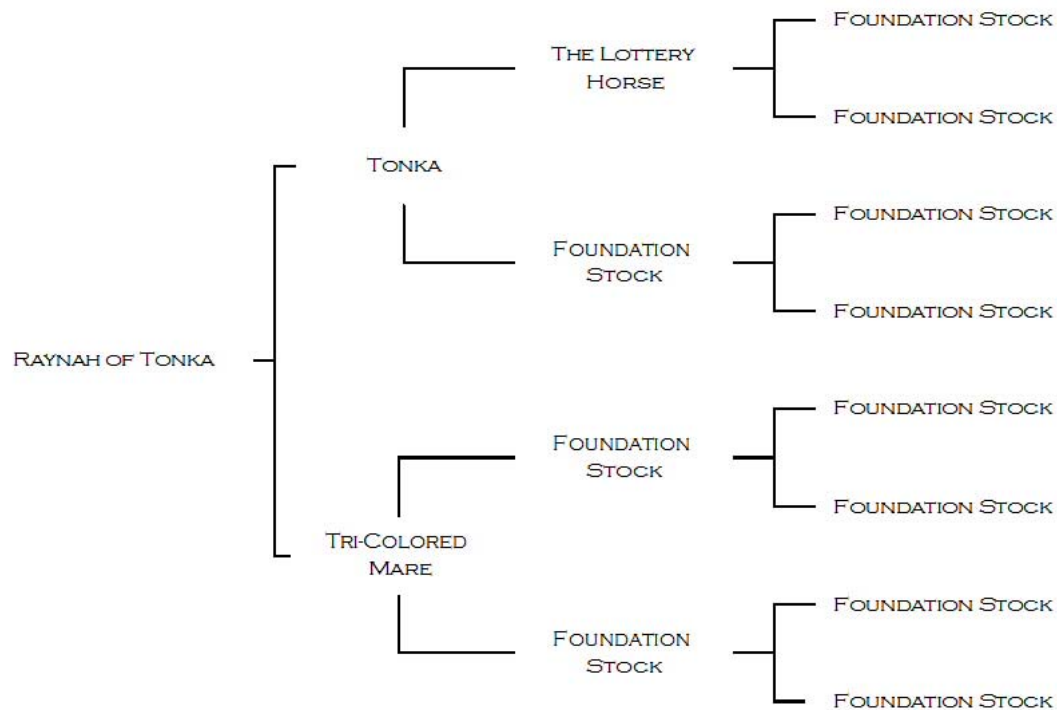 Foundation Stock
The Lottery
Horse
Foundation Stock
Tonka
Foundation Stock
Foundation
Stock
Foundation Stock
Raynah of Tonka
Foundation Stock
Foundation
Stock
Foundation Stock
Tri-Colored
Mare
Foundation Stock
Foundation
Stock
Foundation Stock